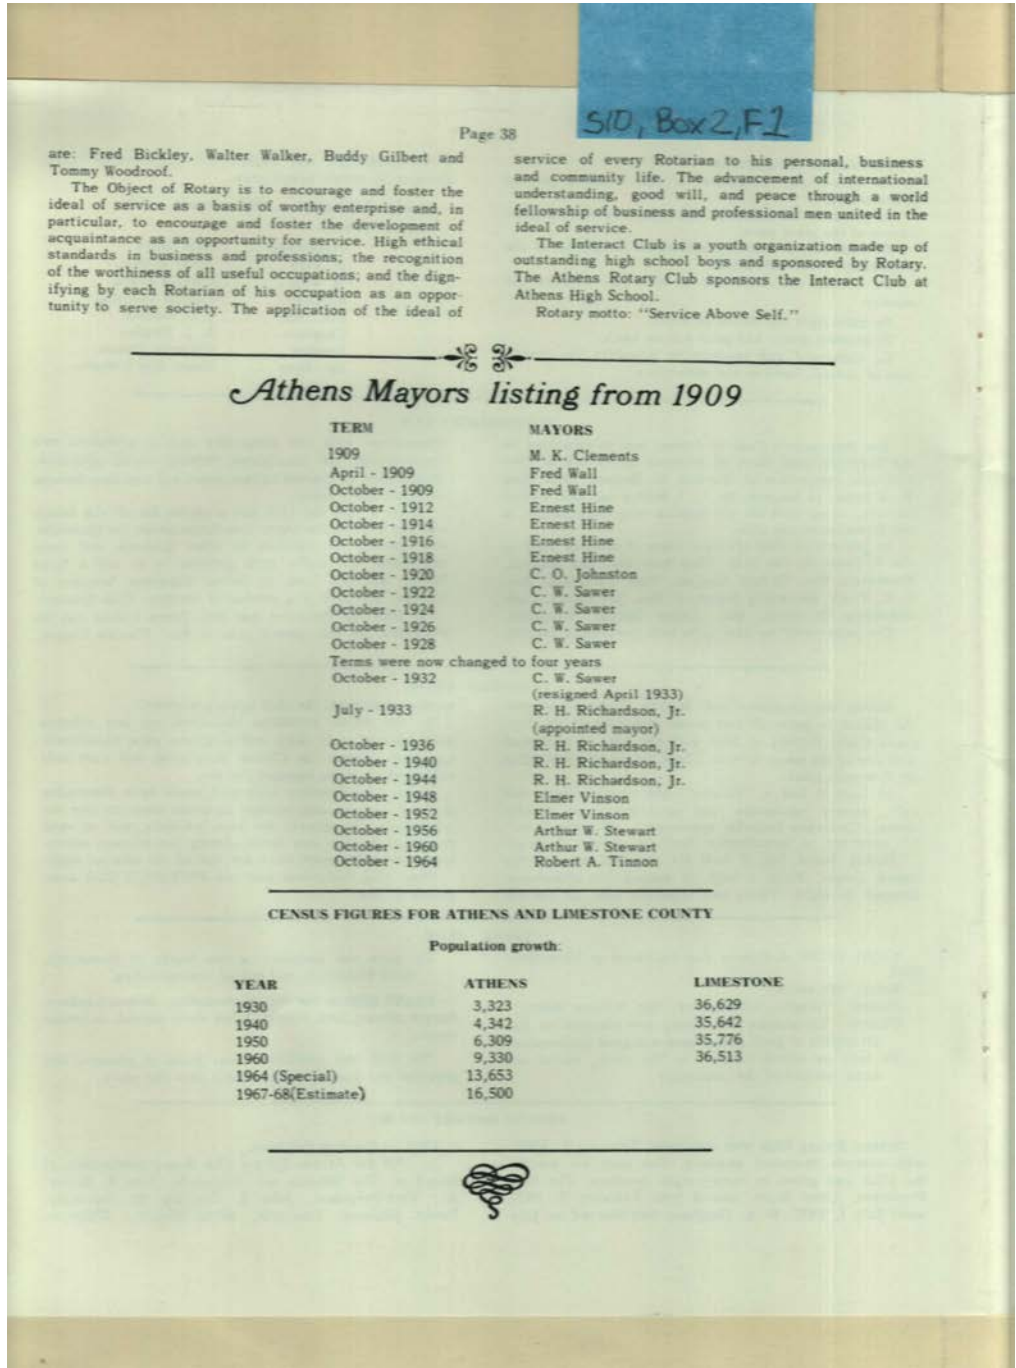 S10, Box 2, F1
Page 38
are: Fred Bickley, Walter Walker, Buddy Gilbert and
Tommy Woodroof.
The Object of Rotary is to encourage and foster the
ideal of service as a basis of worthy enterprise and, in
particular, to encourage and foster the development of
acquaintance as an opportunity for service. High ethical
standards in business and professions; the recognition
of the worthiness of all useful occupations; and the dign-
ifying by each Rotarian of his occupation as an oppor-
tunity to serve society. The application of the ideal of
service of every Rotarian to his personal, business
and community life. The advancement of international
understanding, good will, and peace through a world
fellowship of business and professional men united in the
ideal of service.
The Interact Club is a youth organization made up of
outstanding high school boys and sponsored by Rotary.
The Athens Rotary Club sponsors the Interact Club at
Athens High School.
Rotary motto: "Service Above Self."
Athens Mayors listing from 1909
TERM MAYORS
1909 M. K. Clements
April - 1909 Fred Wall
October - 1909 Fred Wall
October - 1912 Ernest Hine
October - 1914 Ernest Hine
October - 1916 Ernest Hine
October - 1918 Ernest Hine
October - 1920 C. O. Johnston
October - 1922 C. W. Sawer
October - 1924 C. W. Sawer
October - 1926 C. W. Sawer
October - 1928 C. W. Sawer
Terms were now changed to four years
October - 1932 C. W. Sawer
(resigned April 1933)
July - 1933 R. H. Richardson, Jr.
(appointed mayor)
October - 1936 R. H. Richardson, Jr.
October - 1940 R. H. Richardson, Jr.
October - 1944 R. H. Richardson, Jr.
October - 1948 Elmer Vinson
October - 1952 Elmer Vinson
October - 1956 Arthur W. Stewart
October - 1960 Arthur W. Stewart
October - 1964 Robert A. Tinnon
CENSUS FIGURES FOR ATHENS AND LIMESTONE COUNTY
Population growth:
YEAR ATHENS LIMESTONE
1930 3,323 36,629
1940 4,342 35,642
1950 6,309 35,776
1960 9,330 36,513
1964 (Special) 13,653
1967-68(Estimate) 16,500